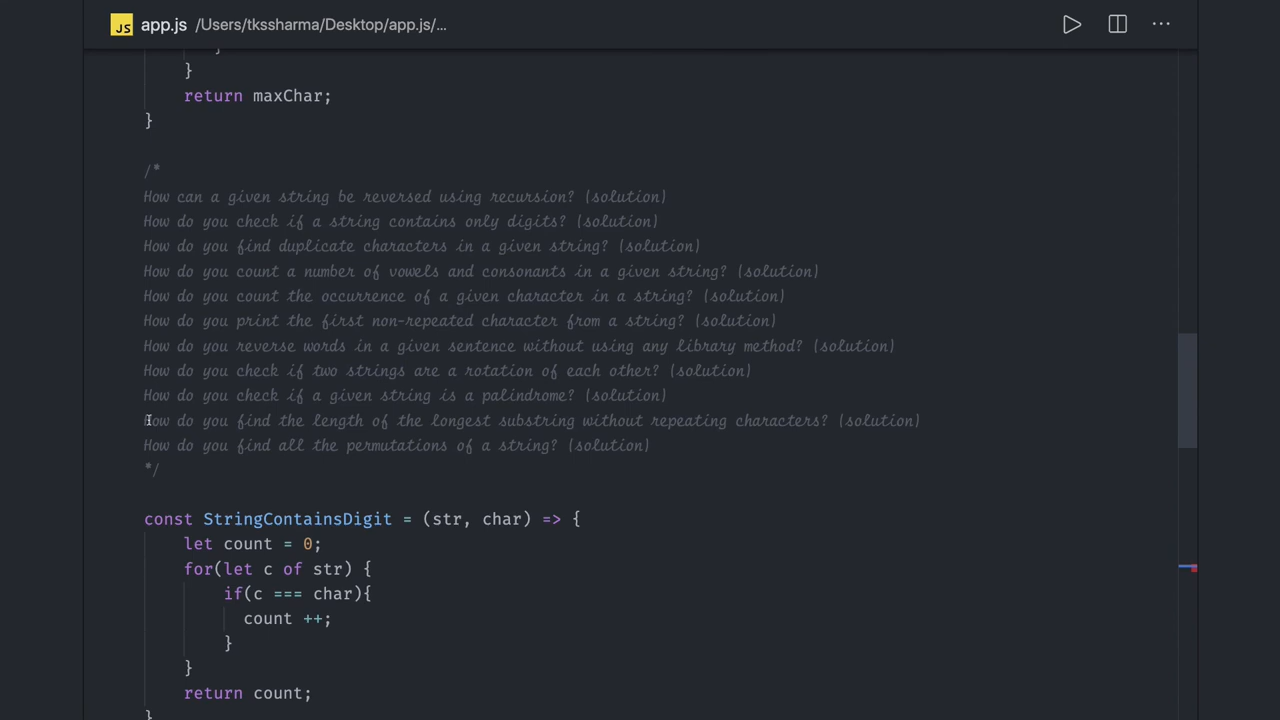 JS app.js /Users/tkssharma/Desktop/app.js/...
}
}
return maxChar;
}
/*
How can a given string be reversed using recursion? (solution)
How do you check if a string contains only digits? (solution)
How do you find duplicate characters in a given string? (solution)
How do you count a number of vowels and consonants in a given string? (solution)
How do you count the occurrence of a given character in a string? (solution)
How do you print the first non-repeated character from a string? (solution)
How do you reverse words in a given sentence without using any library method? (solution)
How do you check if two strings are a rotation of each other? (solution)
How do you check if a given string is a palindrome? (solution)
How do you find the length of the longest substring without repeating characters? (solution)
How do you find all the permutations of a string? (solution)
*/
const StringContainsDigit = (str, char) => {
let count = 0;
for(let c of str) {
if(c === char){
count ++;
}
}
return count;
}